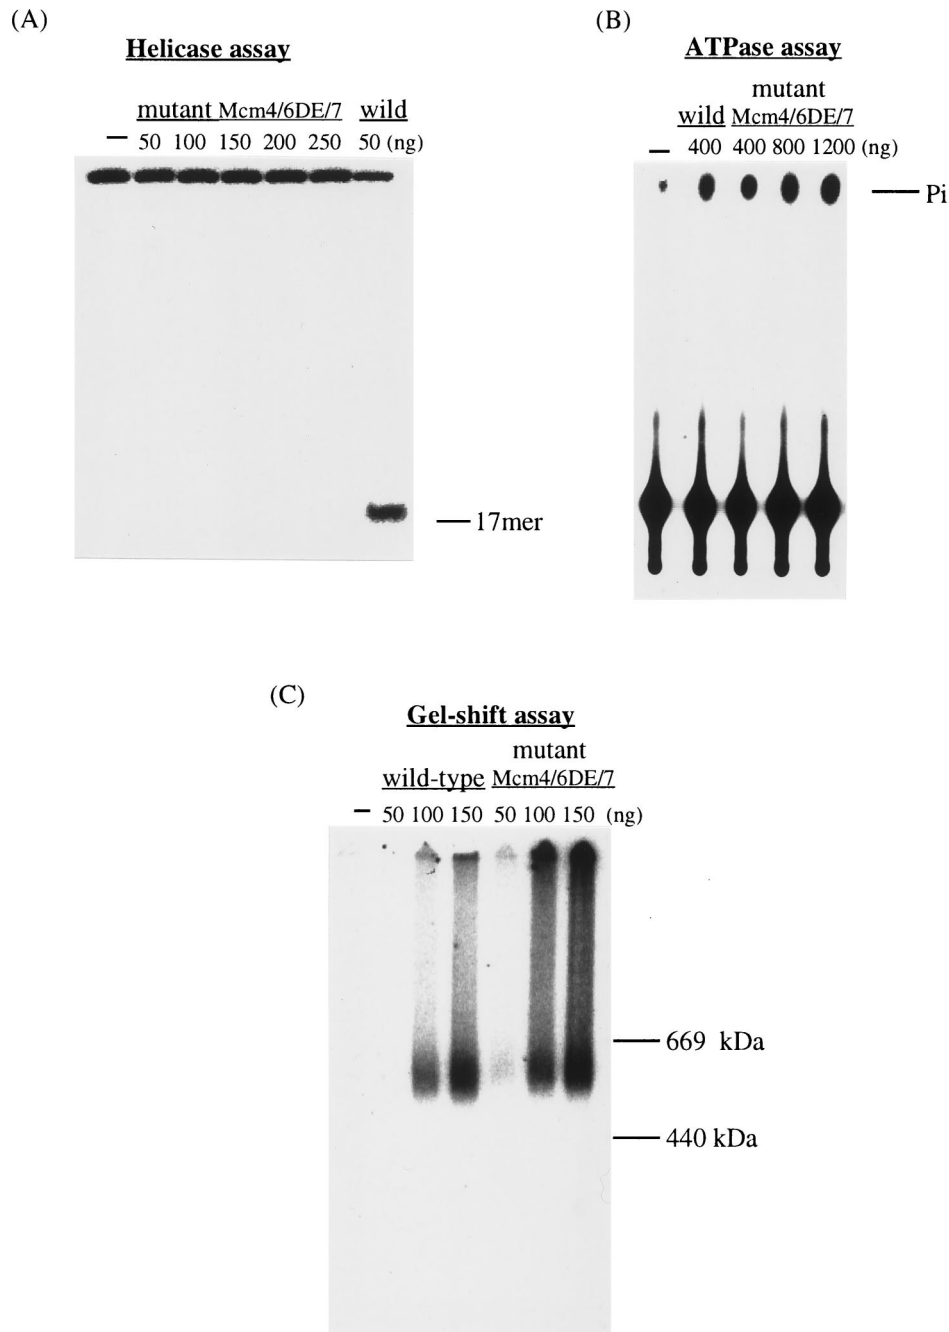 (A)
Helicase assay
mutant Mcm4/6DE/7 wild
— 50 100 150 200 250 50 (ng)
17mer
(B)
ATPase assay
mutant
wild Mcm4/6DE/7
— 400 400 800 1200 (ng)
Pi
(C)
Gel-shift assay
mutant
wild-type Mcm4/6DE/7
— 50 100 150 50 100 150 (ng)
669 kDa
440 kDa